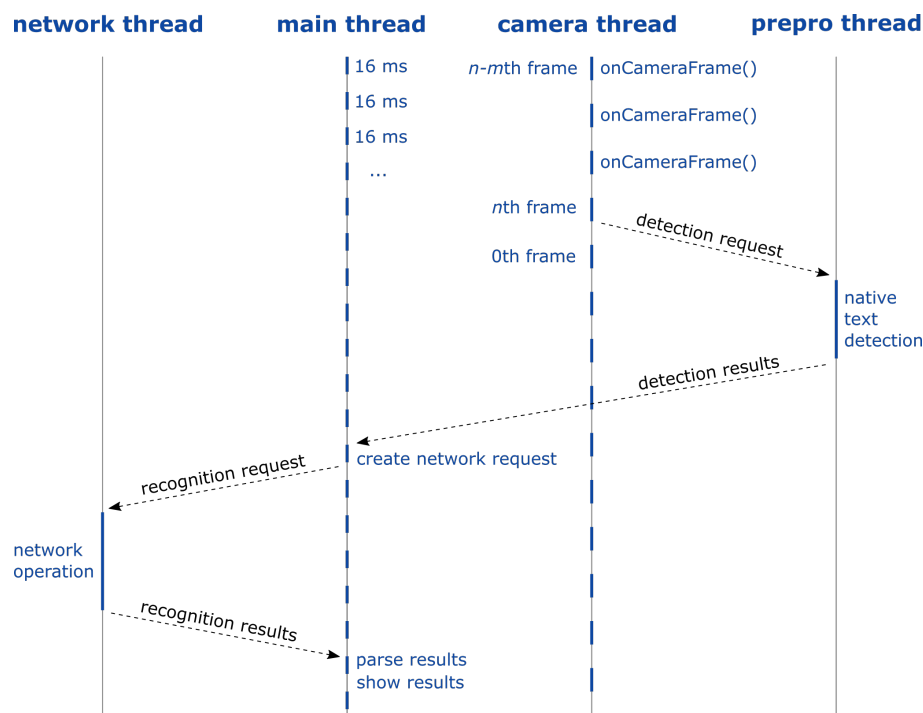 network thread
main thread
camera thread
prepro thread
16 ms
n-mth frame
onCameraFrame()
16 ms
onCameraFrame()
16 ms
onCameraFrame()
...
nth frame
detection request
0th frame
native
text
detection
detection results
create network request
recognition request
network
operation
recognition results
parse results
show results